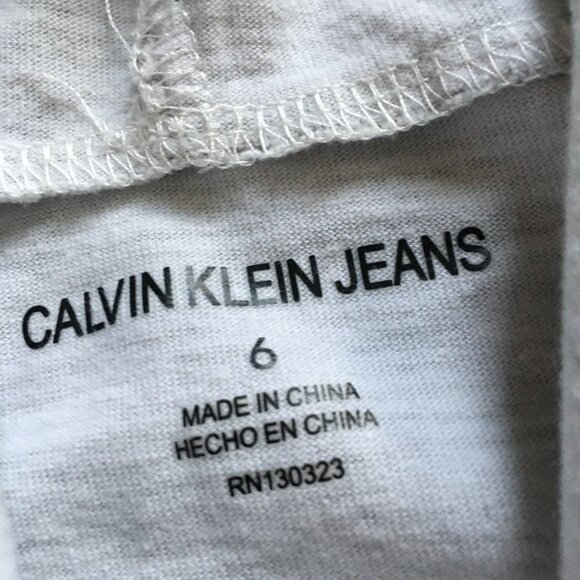 CALVIN KLEIN JEANS
6
MADE IN CHINA
HECHO EN CHINA
RN130323